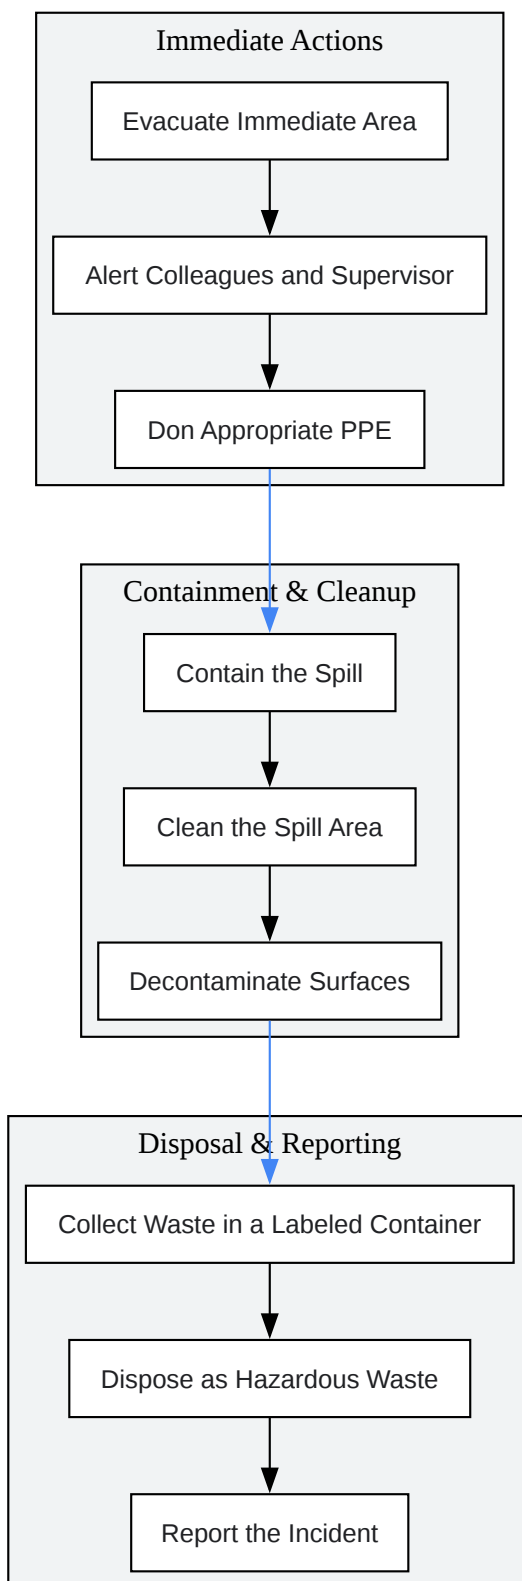 Immediate Actions
Evacuate Immediate Area
Alert Colleagues and Supervisor
Don Appropriate PPE
Containment & Cleanup
Contain the Spill
Clean the Spill Area
Decontaminate Surfaces
Disposal & Reporting
Collect Waste in a Labeled Container
Dispose as Hazardous Waste
Report the Incident